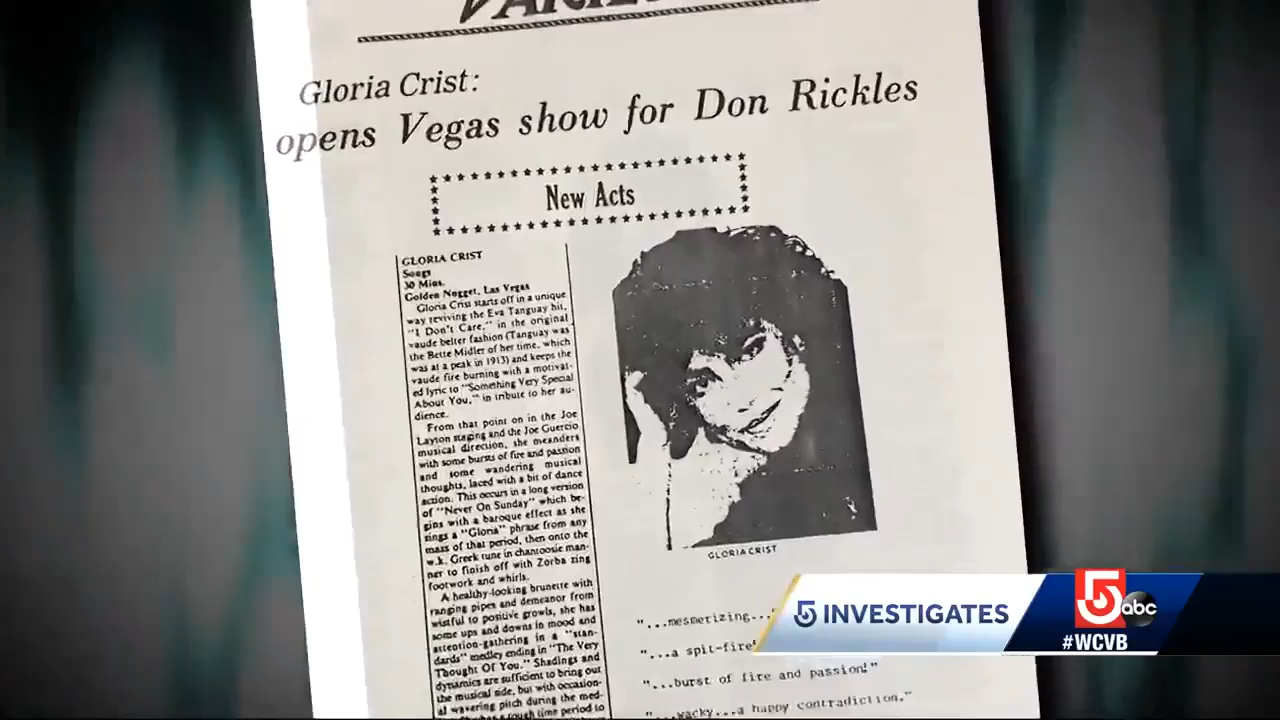 VARIETY
Gloria Crist:
opens Vegas show for Don Rickles
New Acts
GLORIA CRIST
Songs
30 Mins.
Golden Nugget, Las Vegas
Gloria Crist starts off in a unique
way reviving the Eva Tanguay hit,
"I Don't Care," in the original
vaude belter fashion (Tanguay was
the Bette Midler of her time, which
was at a peak in 1913) and keeps the
vaude fire burning with a motivat-
ed lyric to "Something Very Special
About You," in tribute to her au-
dience.
From that point on in the Joe
Layton staging and the Joe Guercio
musical direction, she meanders
with some bursts of fire and passion
and some wandering musical
thoughts, laced with a bit of dance
action. This occurs in a long version
of "Never On Sunday" which be-
gins with a baroque effect as she
sings a "Gloria" phrase from any
mass of that period, then onto the
w.k. Greek tune in chantoosie man-
ner to finish off with Zorba zing
footwork and whirls.
A healthy-looking brunette with
ranging pipes and demeanor from
wistful to positive growls, she has
some ups and downs in mood and
attention-gathering in a "stan-
dards" medley ending in "The Very
Thought Of You." Shadings and
dynamics are sufficient to bring out
the musical side, but with occasion-
al wavering pitch during the med-
a rough time period to
GLORIA CRIST
"...mesmerizing..."
"...a spit-fire
"...burst of fire and passion!"
"...wacky...a happy contradiction."
5 INVESTIGATES
5 abc
#WCVB